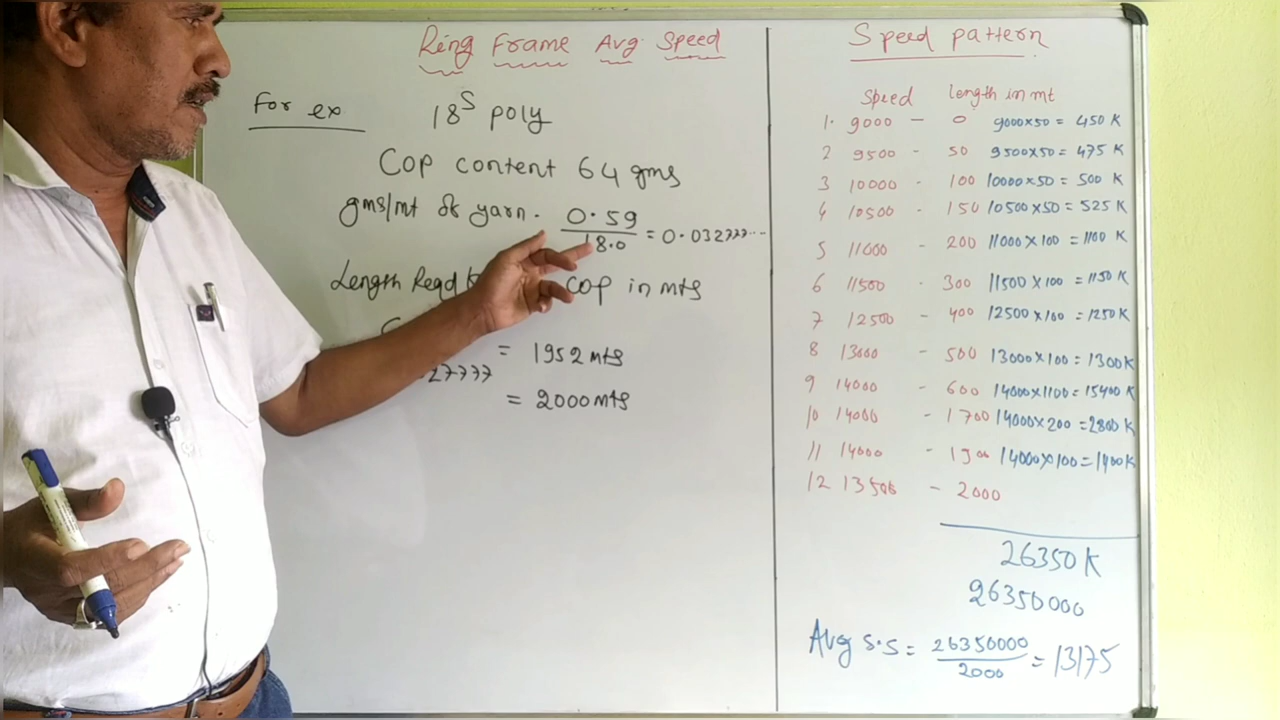 Ring Frame Avg Speed
For ex 18S poly
Cop content 64 gms
gms/mt of yarn. 0.59
18.0 = 0.032777...
Length Reqd COP in mts
= 1952 mts
27777
= 2000 mts
Speed pattern
Speed length in mt
1. 9000 - 0 9000x50 = 450 K
2 9500 - 50 9500x50 = 475 K
3 10000 - 100 10000x50 = 500 K
4 10500 - 150 10500x50 = 525 K
5 11000 - 200 11000x100 = 1100 K
6 11500 - 300 11500x100 = 1150 K
7 12500 - 400 12500x100 = 1250 K
8 13000 - 500 13000x100 = 1300 K
9 14000 - 600 14000x1100 = 15400 K
10 14000 - 1700 14000x200 = 2800 K
11 14000 - 1900 14000x100 = 1400 K
12 13500 - 2000
26350 K
26350000
Avg S.S = 26350000
2000 = 13175